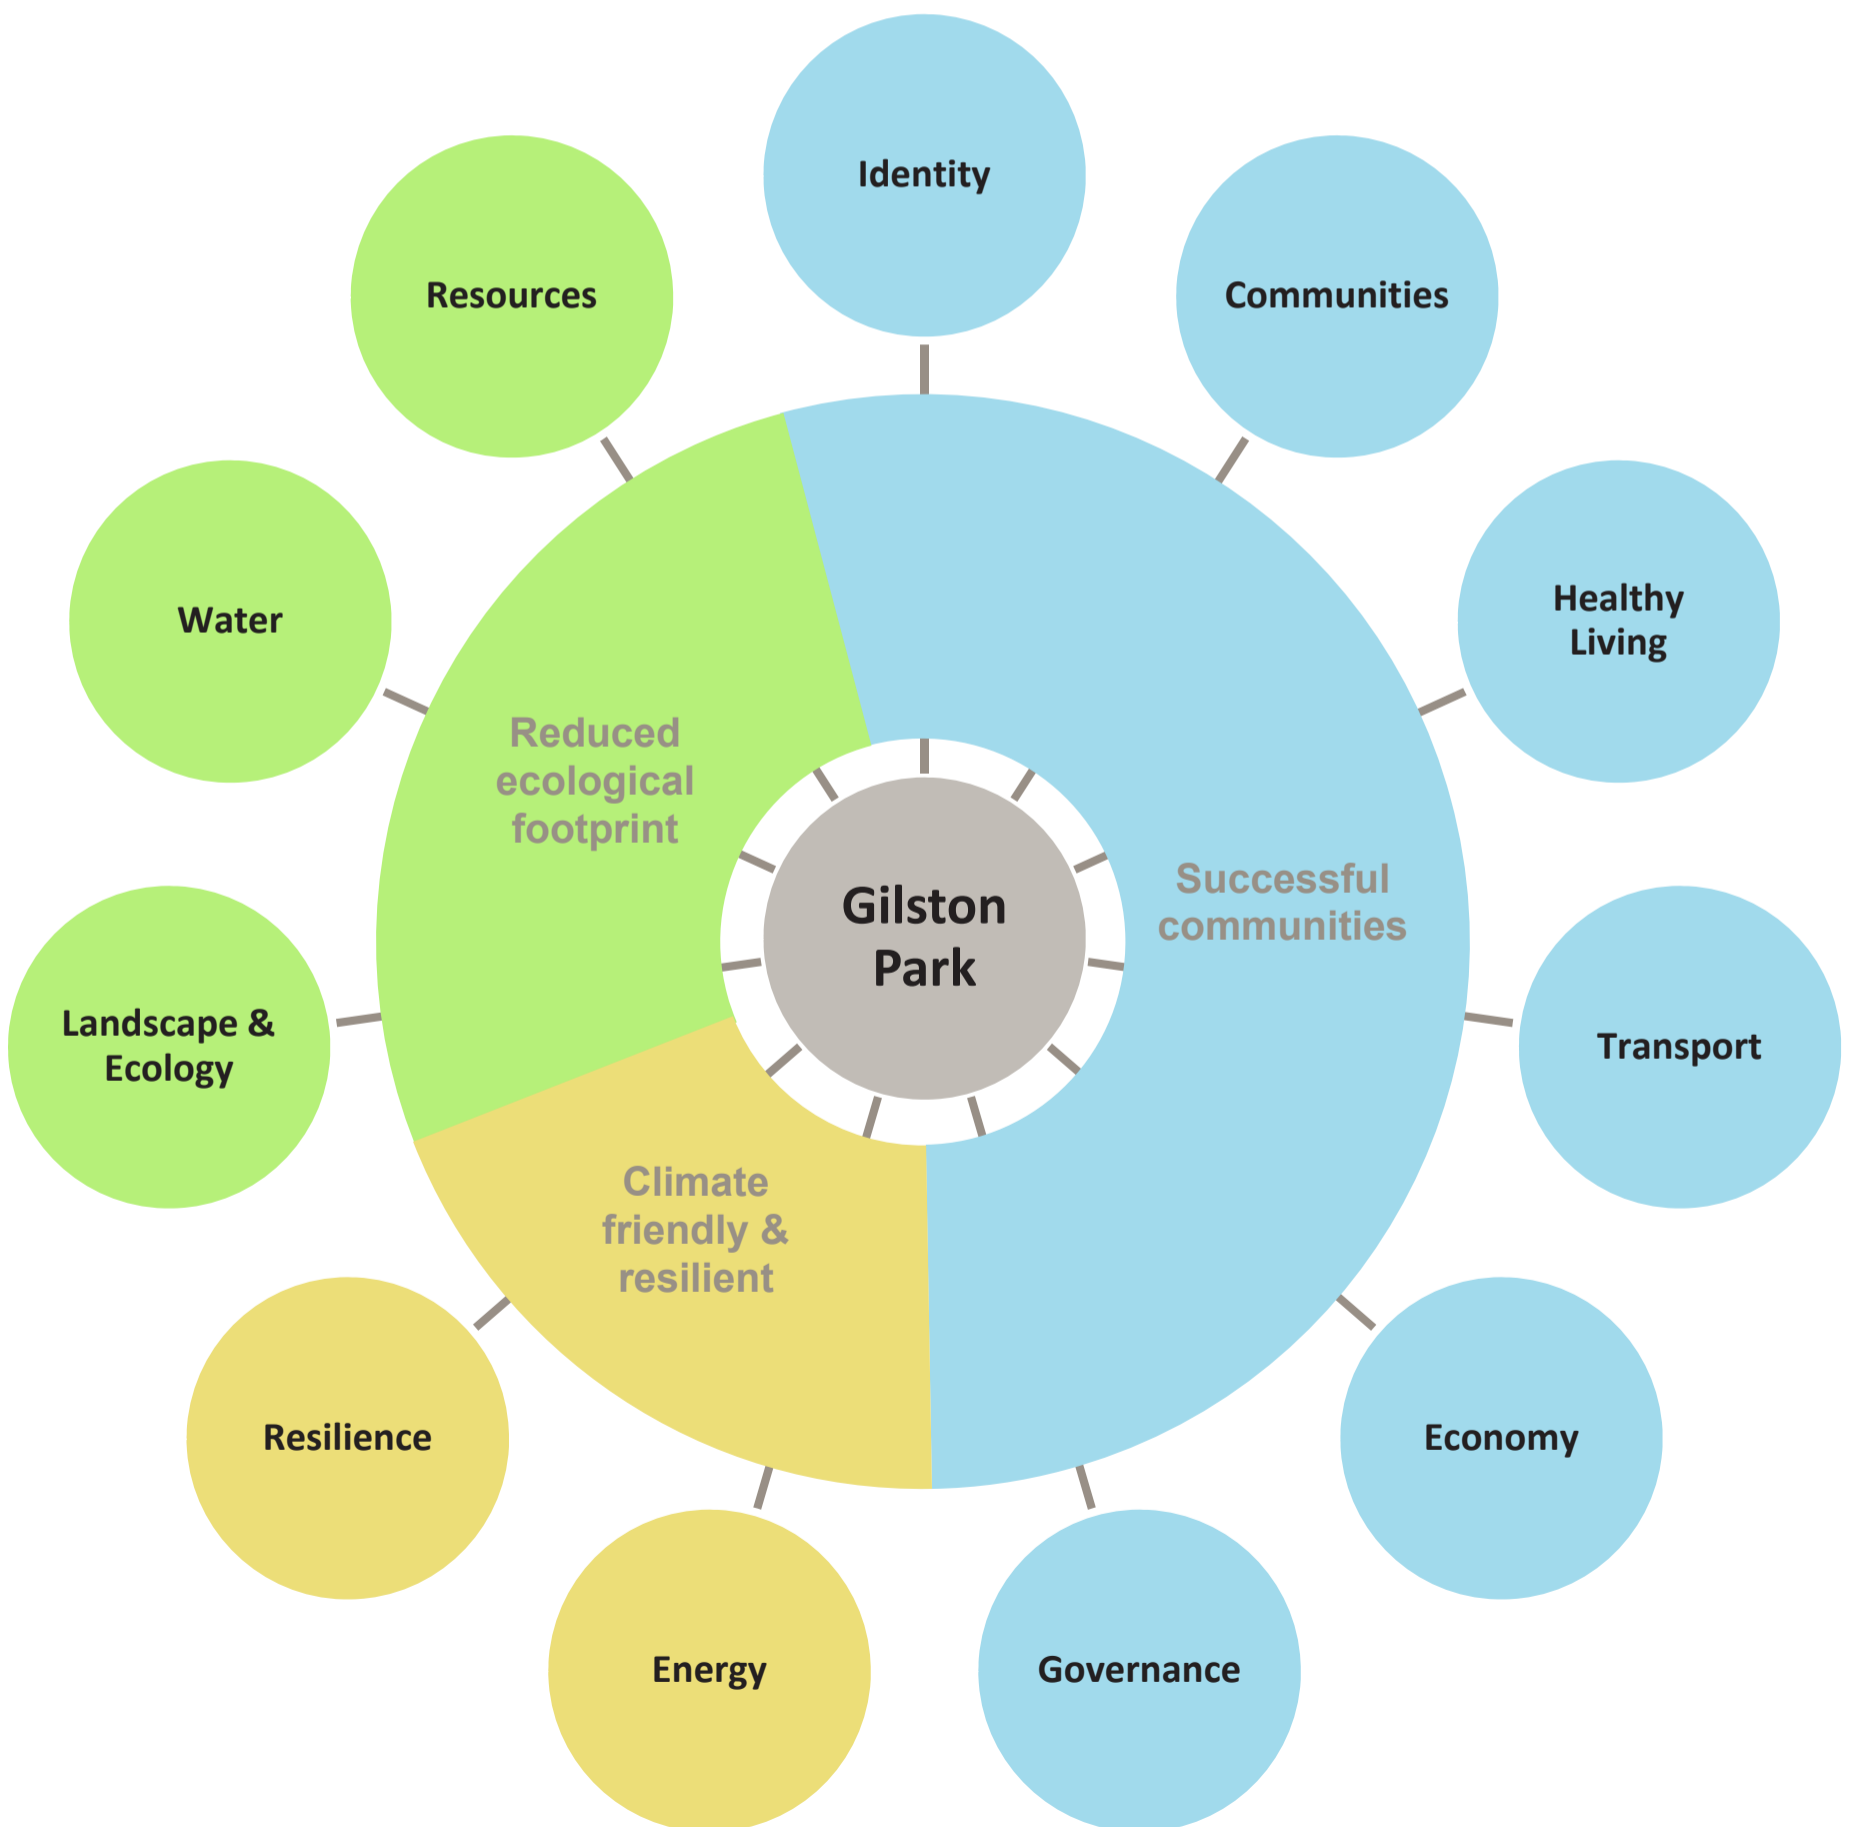 Identity
Resources
Communities
Healthy
Living
Water
Reduced
ecological
footprint
Successful
communities
Gilston
Park
Landscape &
Ecology
Transport
Climate
friendly &
resilient
Resilience
Economy
Energy
Governance